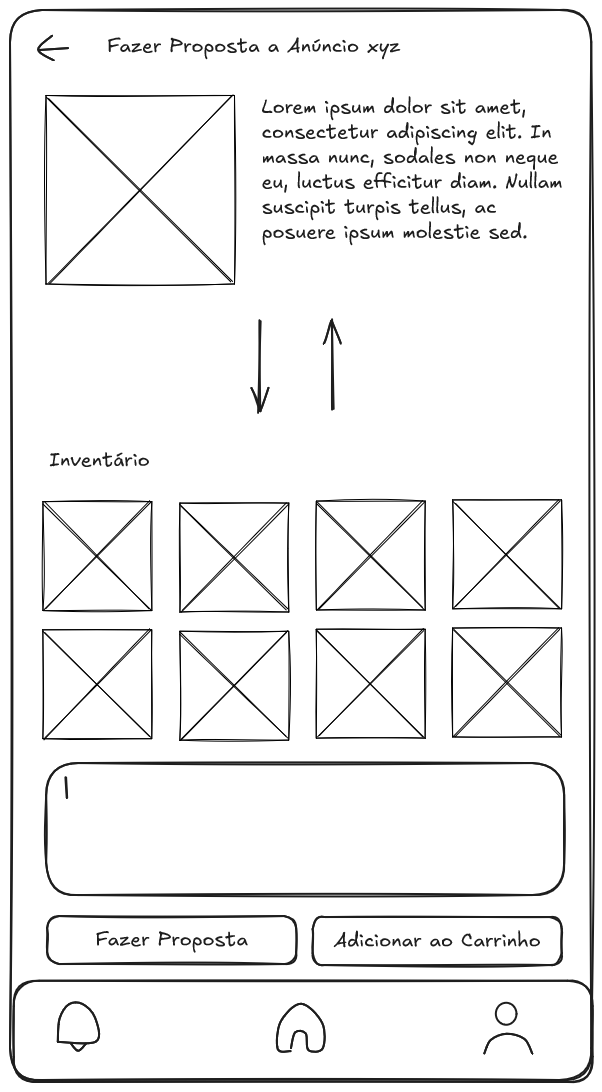 Fazer Proposta a Anúncio xyz
Lorem ipsum dolor sit amet,
consectetur adipiscing elit. In
massa nunc, sodales non neque
eu, luctus efficitur diam. Nullam
suscipit turpis tellus, ac
posuere ipsum molestie sed.
Inventário
Fazer Proposta
Adicionar ao Carrinho